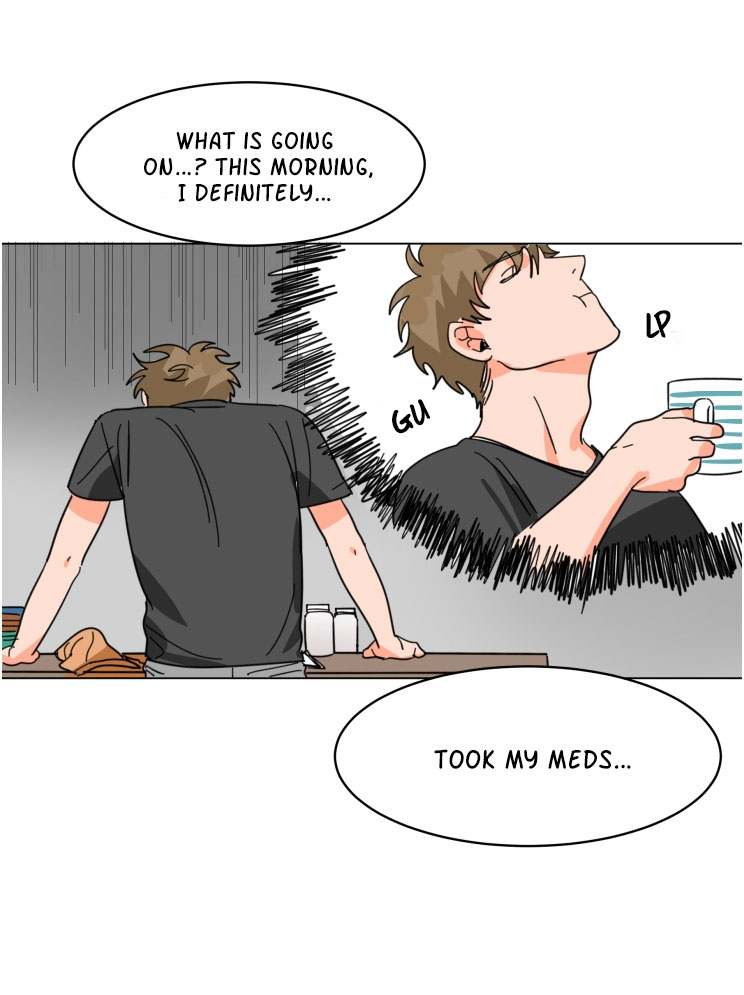 WHAT IS GOING
ON...? THIS MORNING,
I DEFINITELY...
GU
LP
TOOK MY MEDS...